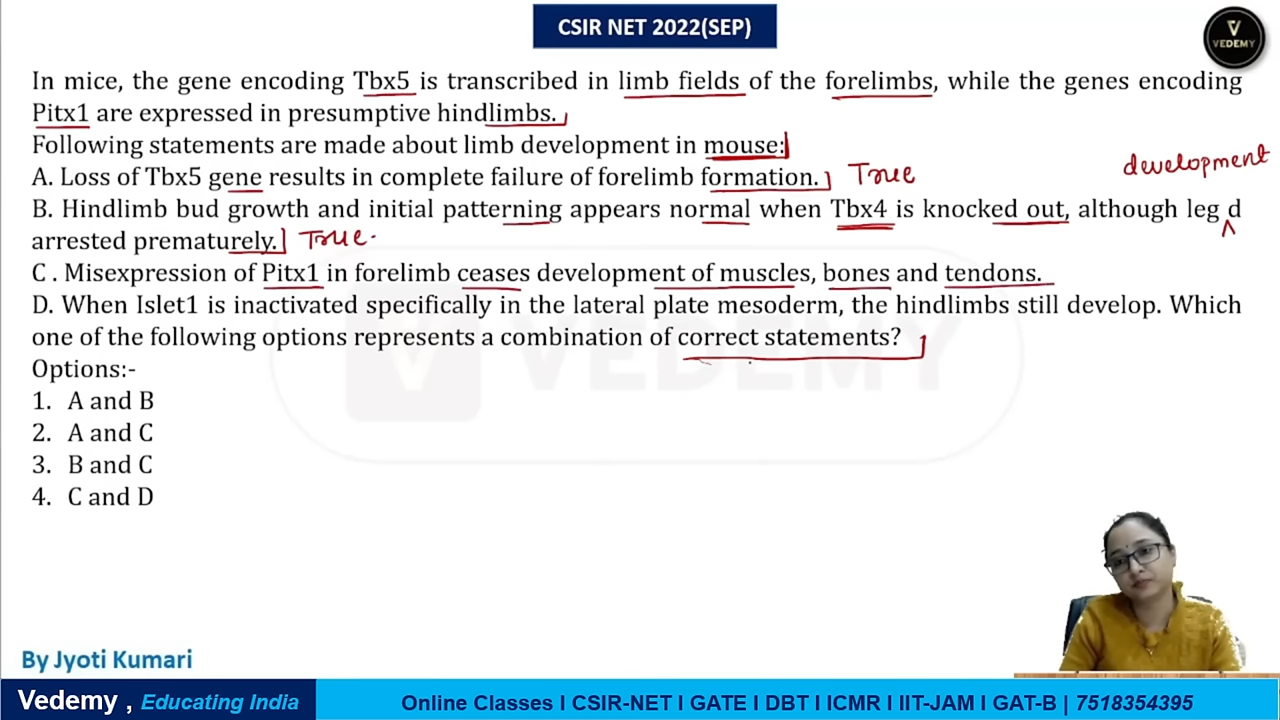 CSIR NET 2022(SEP)
VEDEMY
In mice, the gene encoding Tbx5 is transcribed in limb fields of the forelimbs, while the genes encoding
Pitx1 are expressed in presumptive hindlimbs.
Following statements are made about limb development in mouse:
development
A. Loss of Tbx5 gene results in complete failure of forelimb formation. True
B. Hindlimb bud growth and initial patterning appears normal when Tbx4 is knocked out, although leg d
arrested prematurely. True.
C . Misexpression of Pitx1 in forelimb ceases development of muscles, bones and tendons.
D. When Islet1 is inactivated specifically in the lateral plate mesoderm, the hindlimbs still develop. Which
one of the following options represents a combination of correct statements?
Options:-
VEDEMY
1. A and B
2. A and C
3. B and C
4. C and D
By Jyoti Kumari
Vedemy , Educating India
Online Classes I CSIR-NET I GATE I DBT I ICMR I IIT-JAM I GAT-B | 7518354395